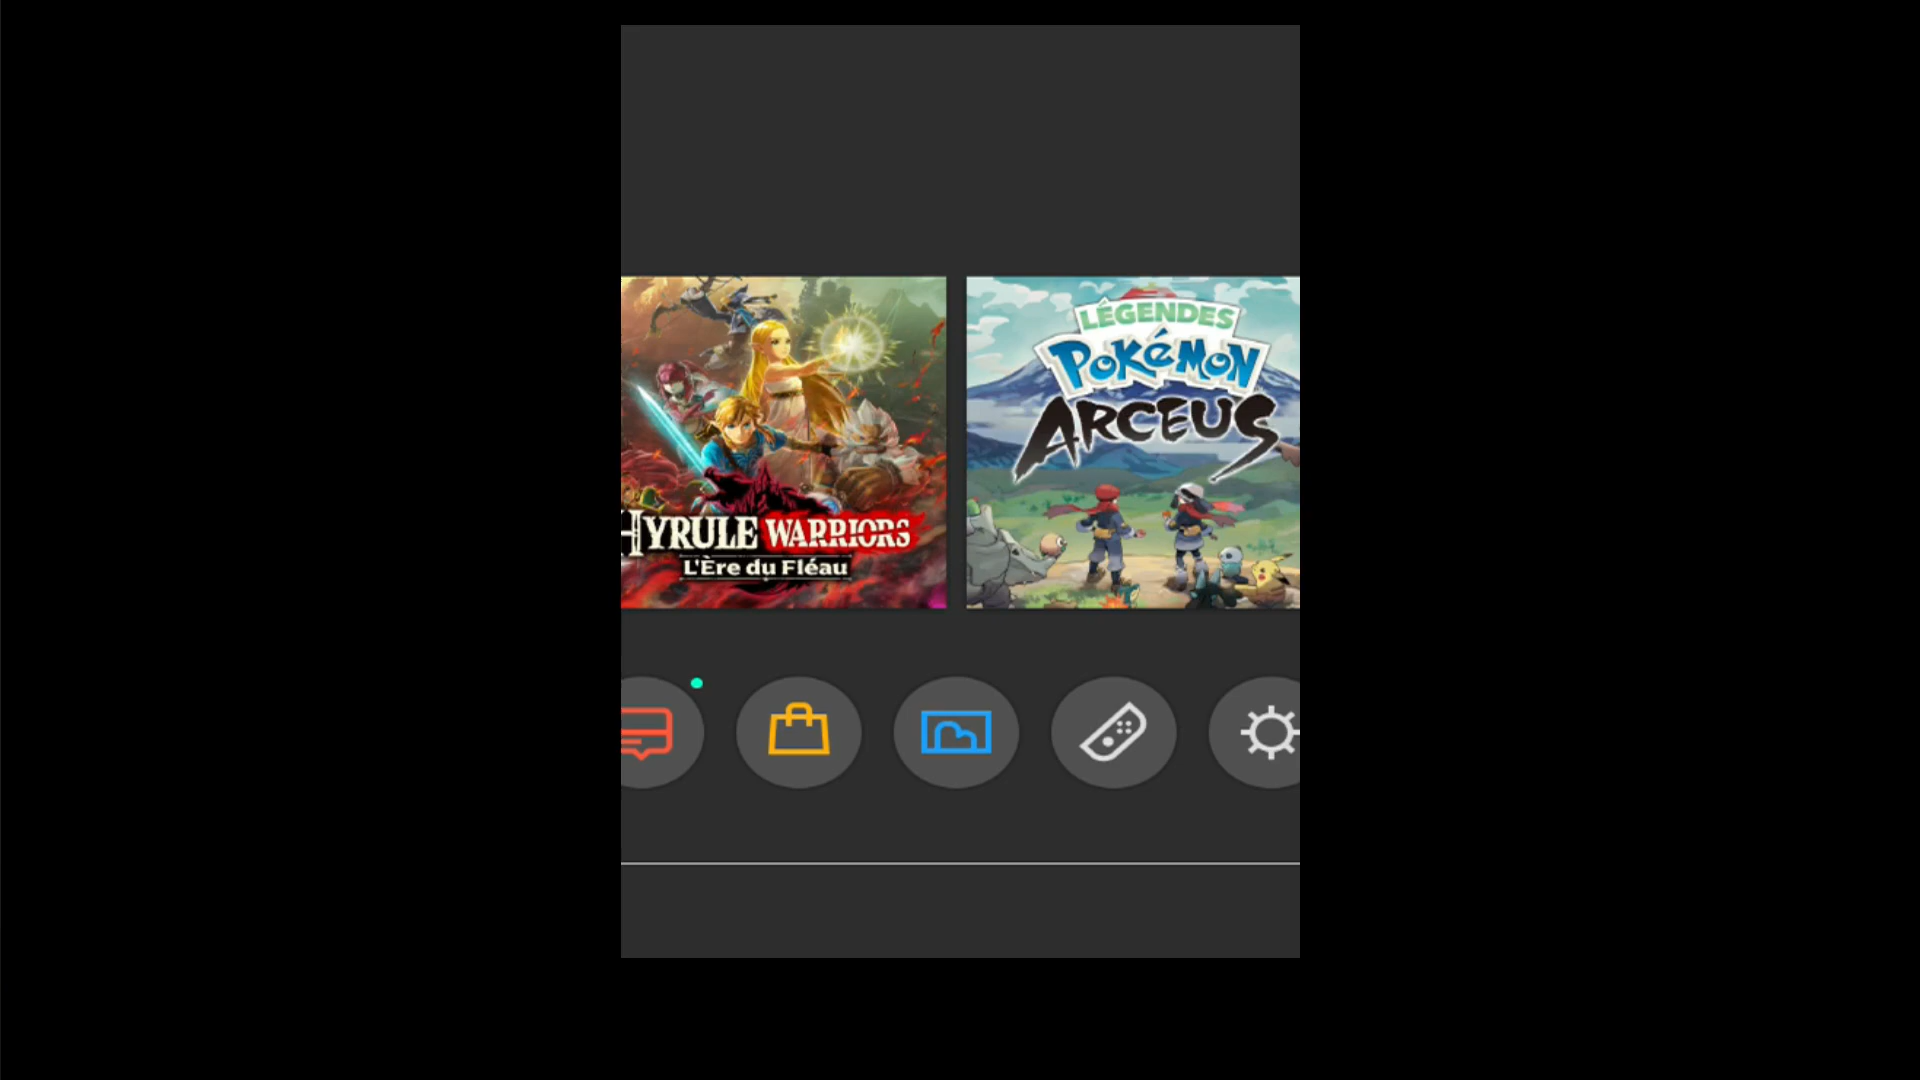 HYRULE WARRIORS
L'Ère du Fléau
LÉGENDES
POKÉMON
ARCEUS